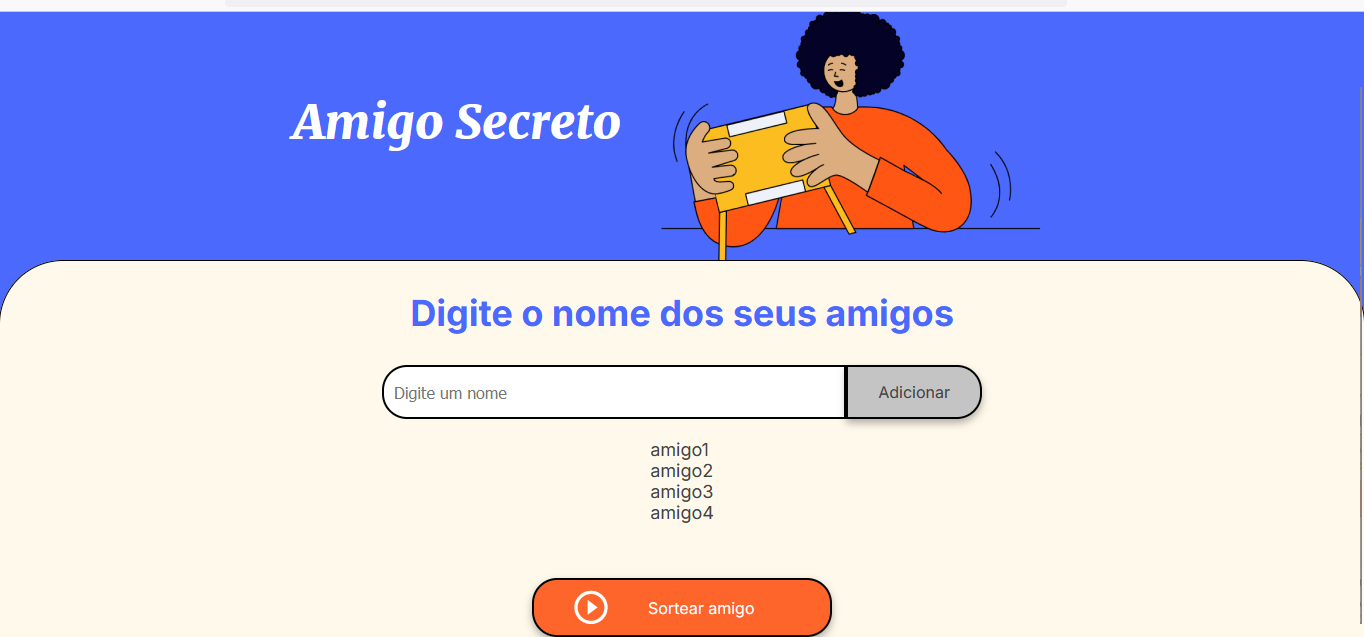 Amigo Secreto
Digite o nome dos seus amigos
Digite um nome
Adicionar
amigo1
amigo2
amigo3
amigo4
Sortear amigo